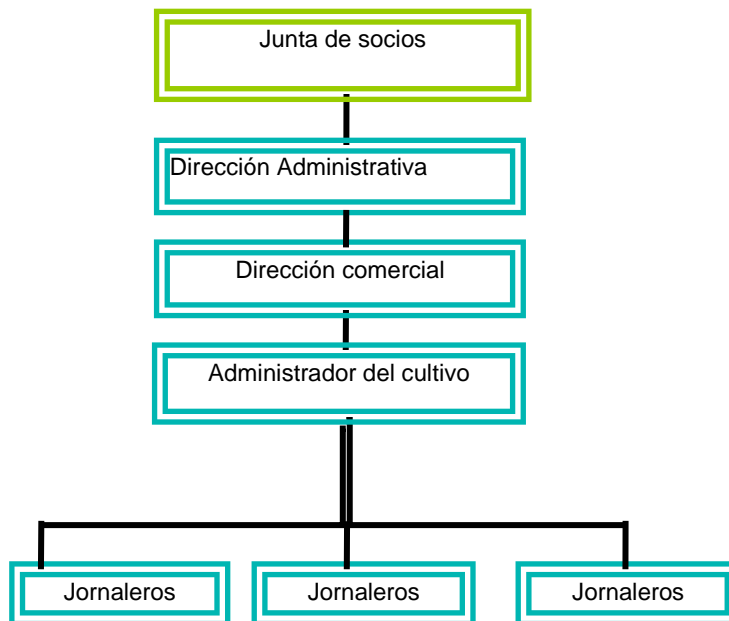 Junta de socios
Dirección Administrativa
Dirección comercial
Administrador del cultivo
Jornaleros
Jornaleros
Jornaleros